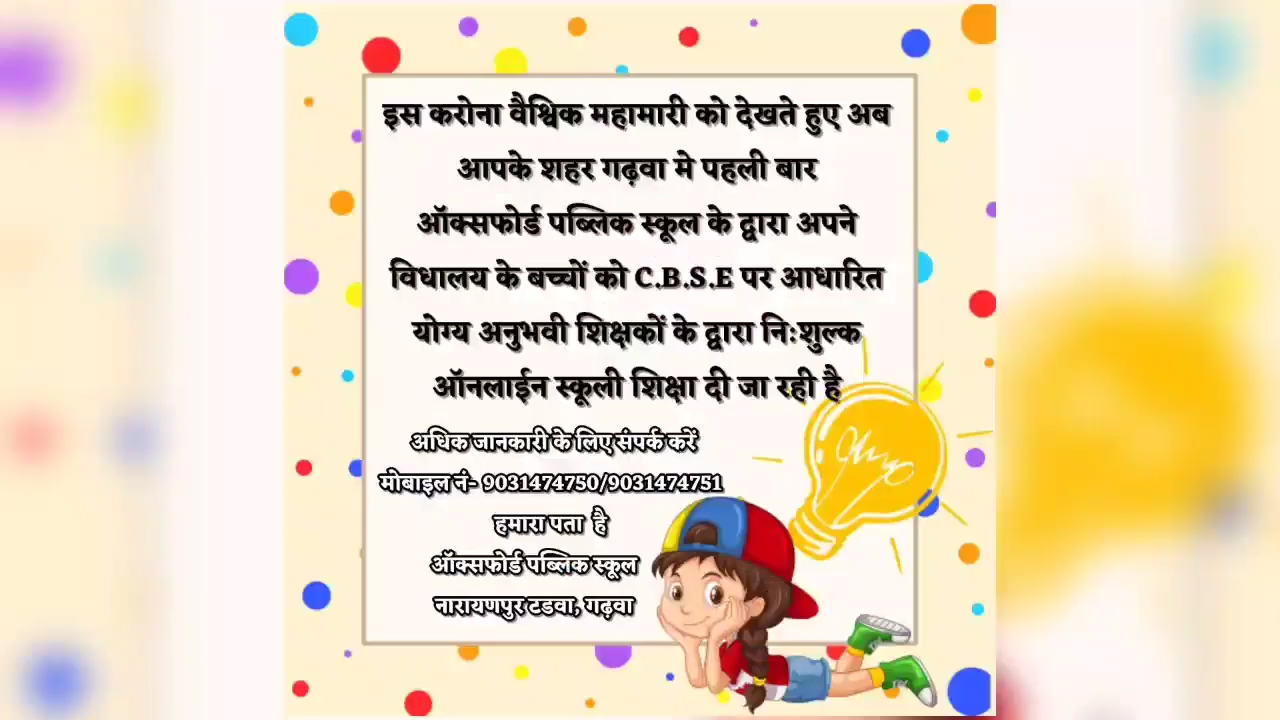 इस करोना वैश्विक महामारी को देखते हुए अब
आपके शहर गढ़वा मे पहली बार
ऑक्सफोर्ड पब्लिक स्कूल के द्वारा अपने
विधालय के बच्चों को C.B.S.E पर आधारित
योग्य अनुभवी शिक्षकों के द्वारा नि:शुल्क
ऑनलाईन स्कूली शिक्षा दी जा रही है
अधिक जानकारी के लिए संपर्क करें
मोबाइल नं- 9031474750/9031474751
हमारा पता है
ऑक्सफोर्ड पब्लिक स्कूल
नारायणपुर टडवा, गढ़वा